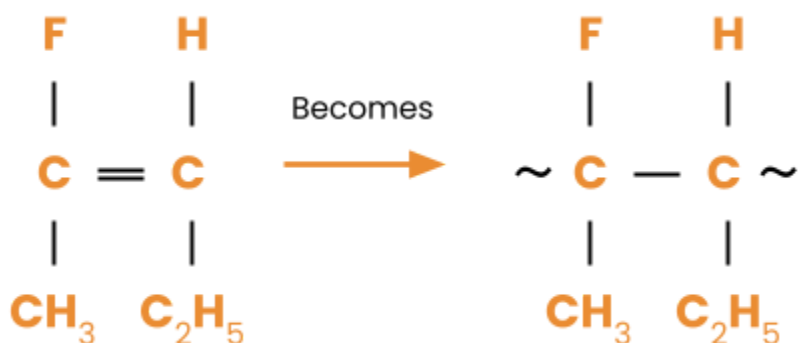 F H F H
Becomes
C = C ~ C — C ~
CH₃ C₂H₅ CH₃ C₂H₅